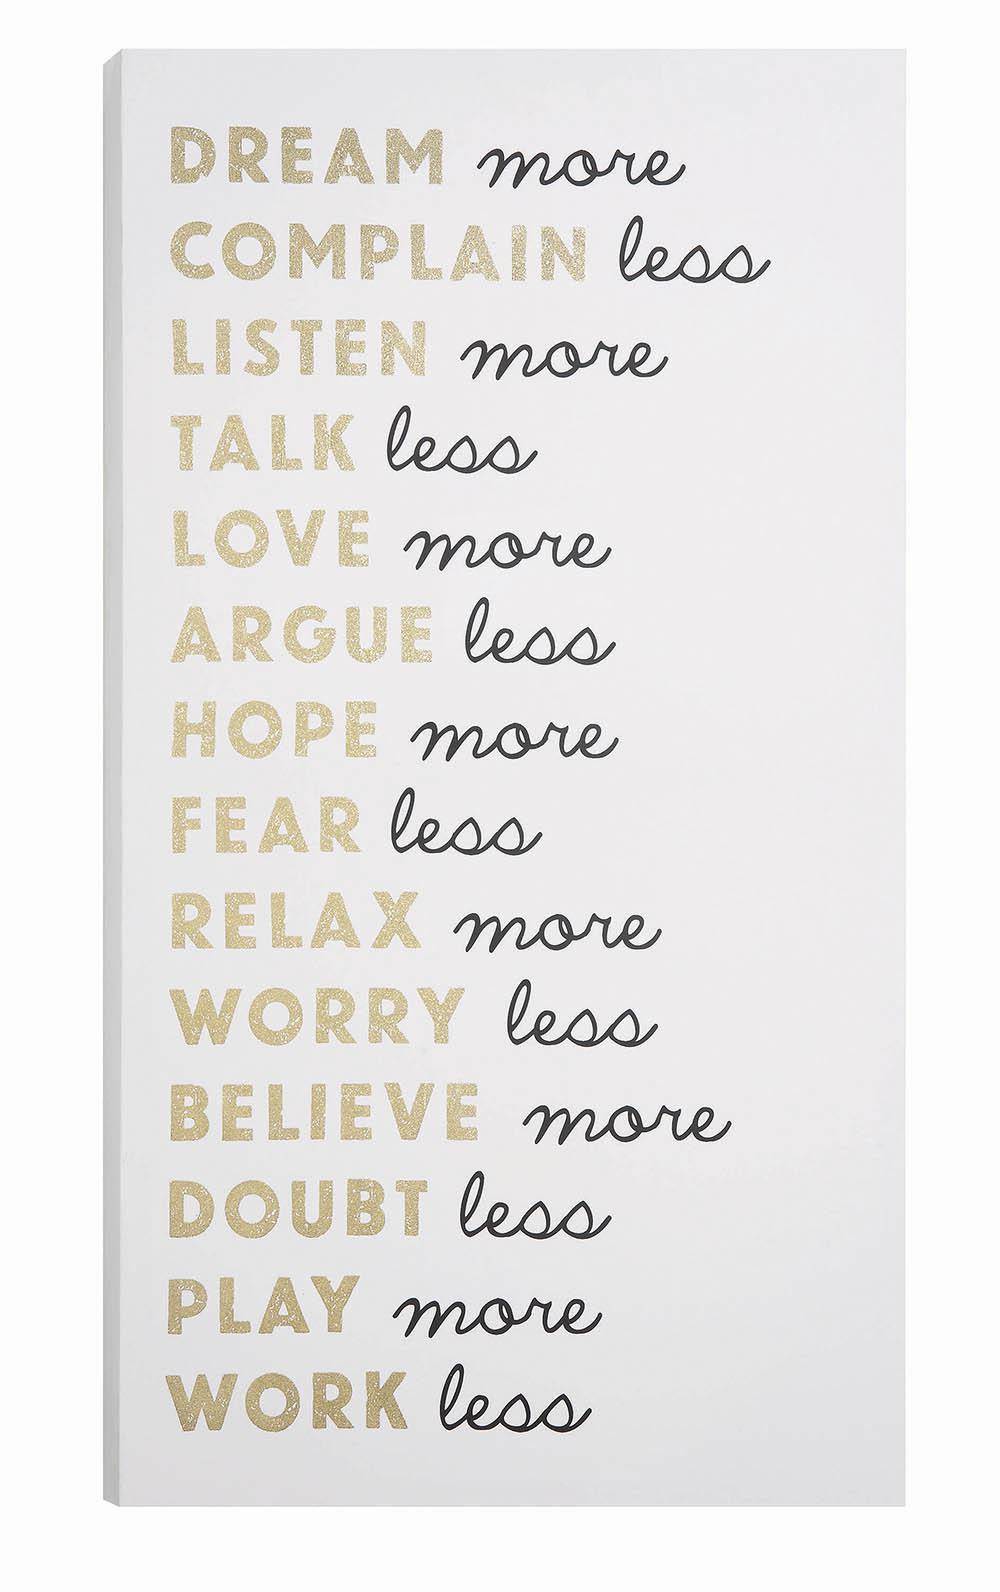 DREAM more
COMPLAIN less
LISTEN more
TALK less
LOVE more
ARGUE less
HOPE more
FEAR less
RELAX more
WORRY less
BELIEVE more
DOUBT less
PLAY more
WORK less